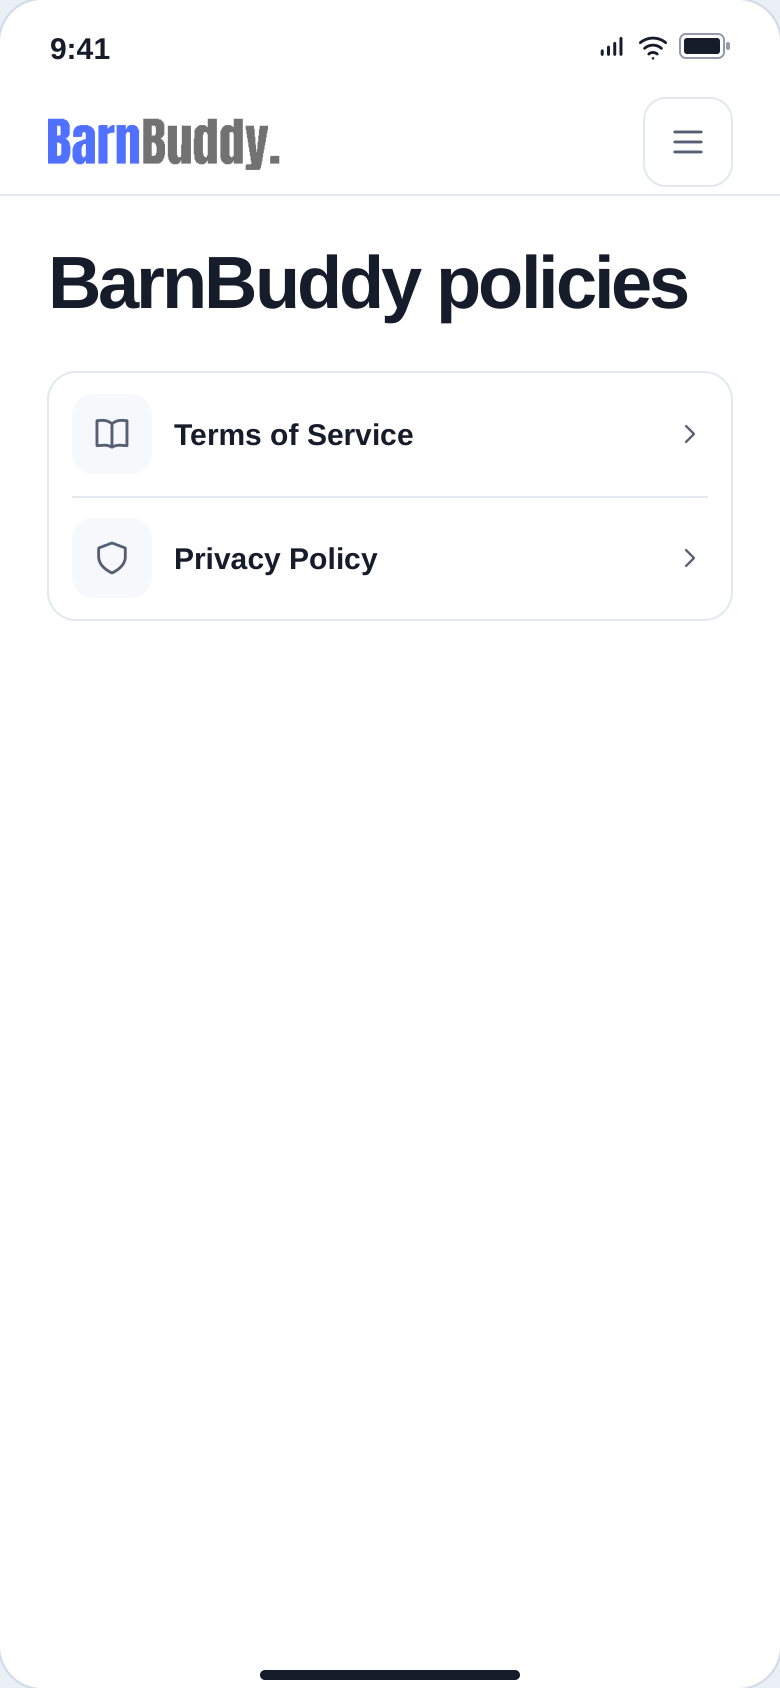 9:41
BarnBuddy.
BarnBuddy policies
Terms of Service
Privacy Policy